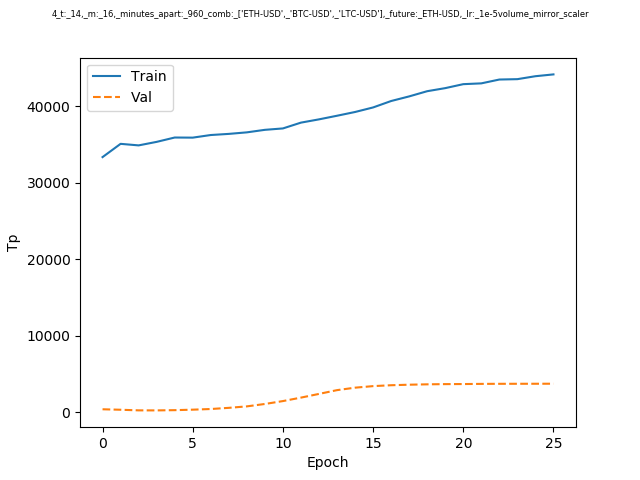 4_t:_14,_m:_16,_minutes_apart:_960_comb:_['ETH-USD',_'BTC-USD',_'LTC-USD'],_future:_ETH-USD,_lr:_1e-5volume_mirror_scaler
Train
Val
40000
30000
20000
10000
0
Tp
0 5 10 15 20 25
Epoch